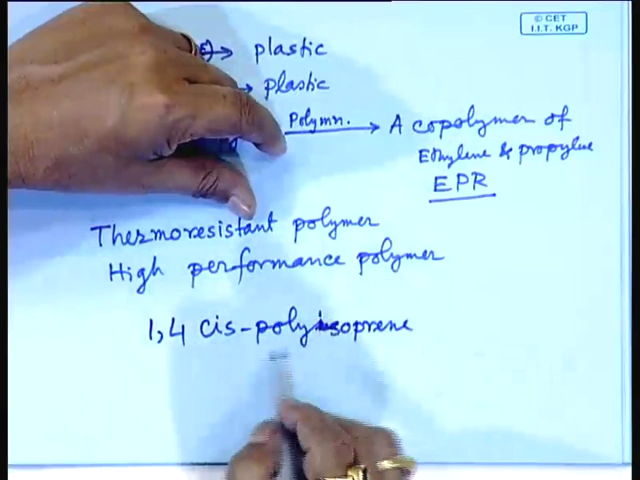 © CET
I.I.T. KGP
→ plastic
→ plastic
Polymn. → A copolymer of
Ethylene & propylene
EPR
Thermoresistant polymer
High performance polymer
1,4 cis-polyisoprene